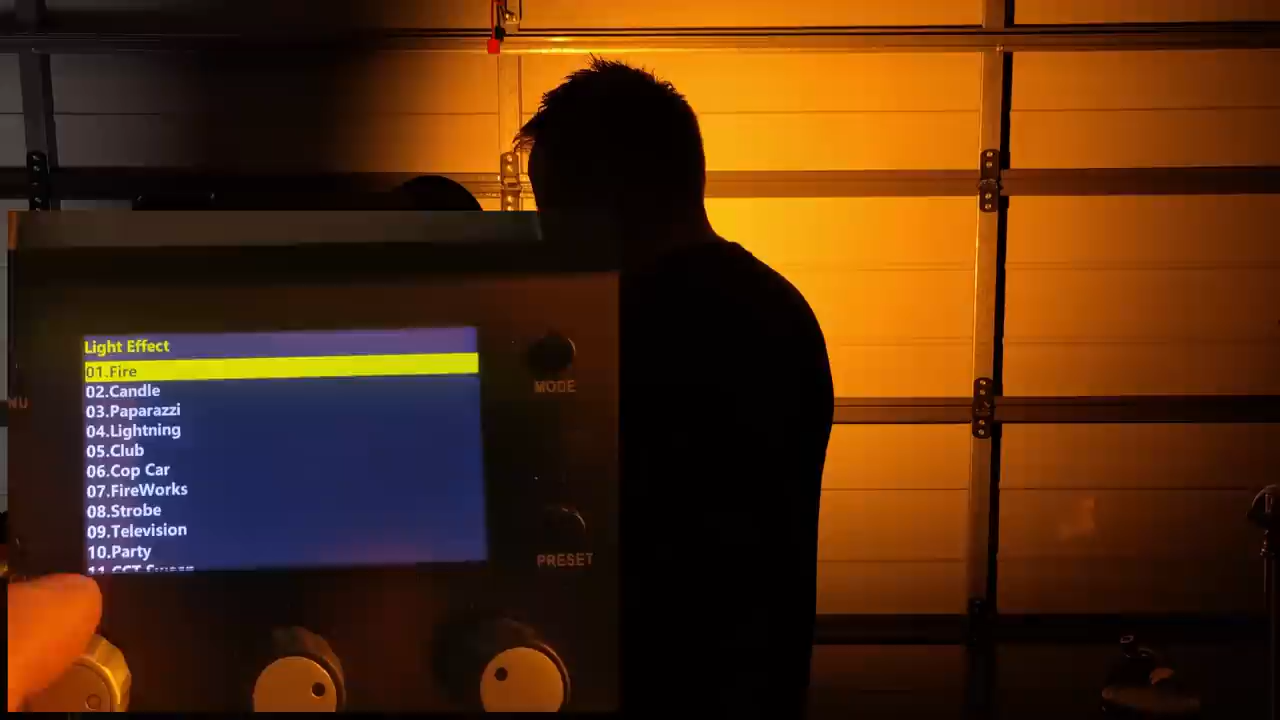 Light Effect
01.Fire
02.Candle
03.Paparazzi
04.Lightning
05.Club
06.Cop Car
07.FireWorks
08.Strobe
09.Television
10.Party
MODE
PRESET
NU